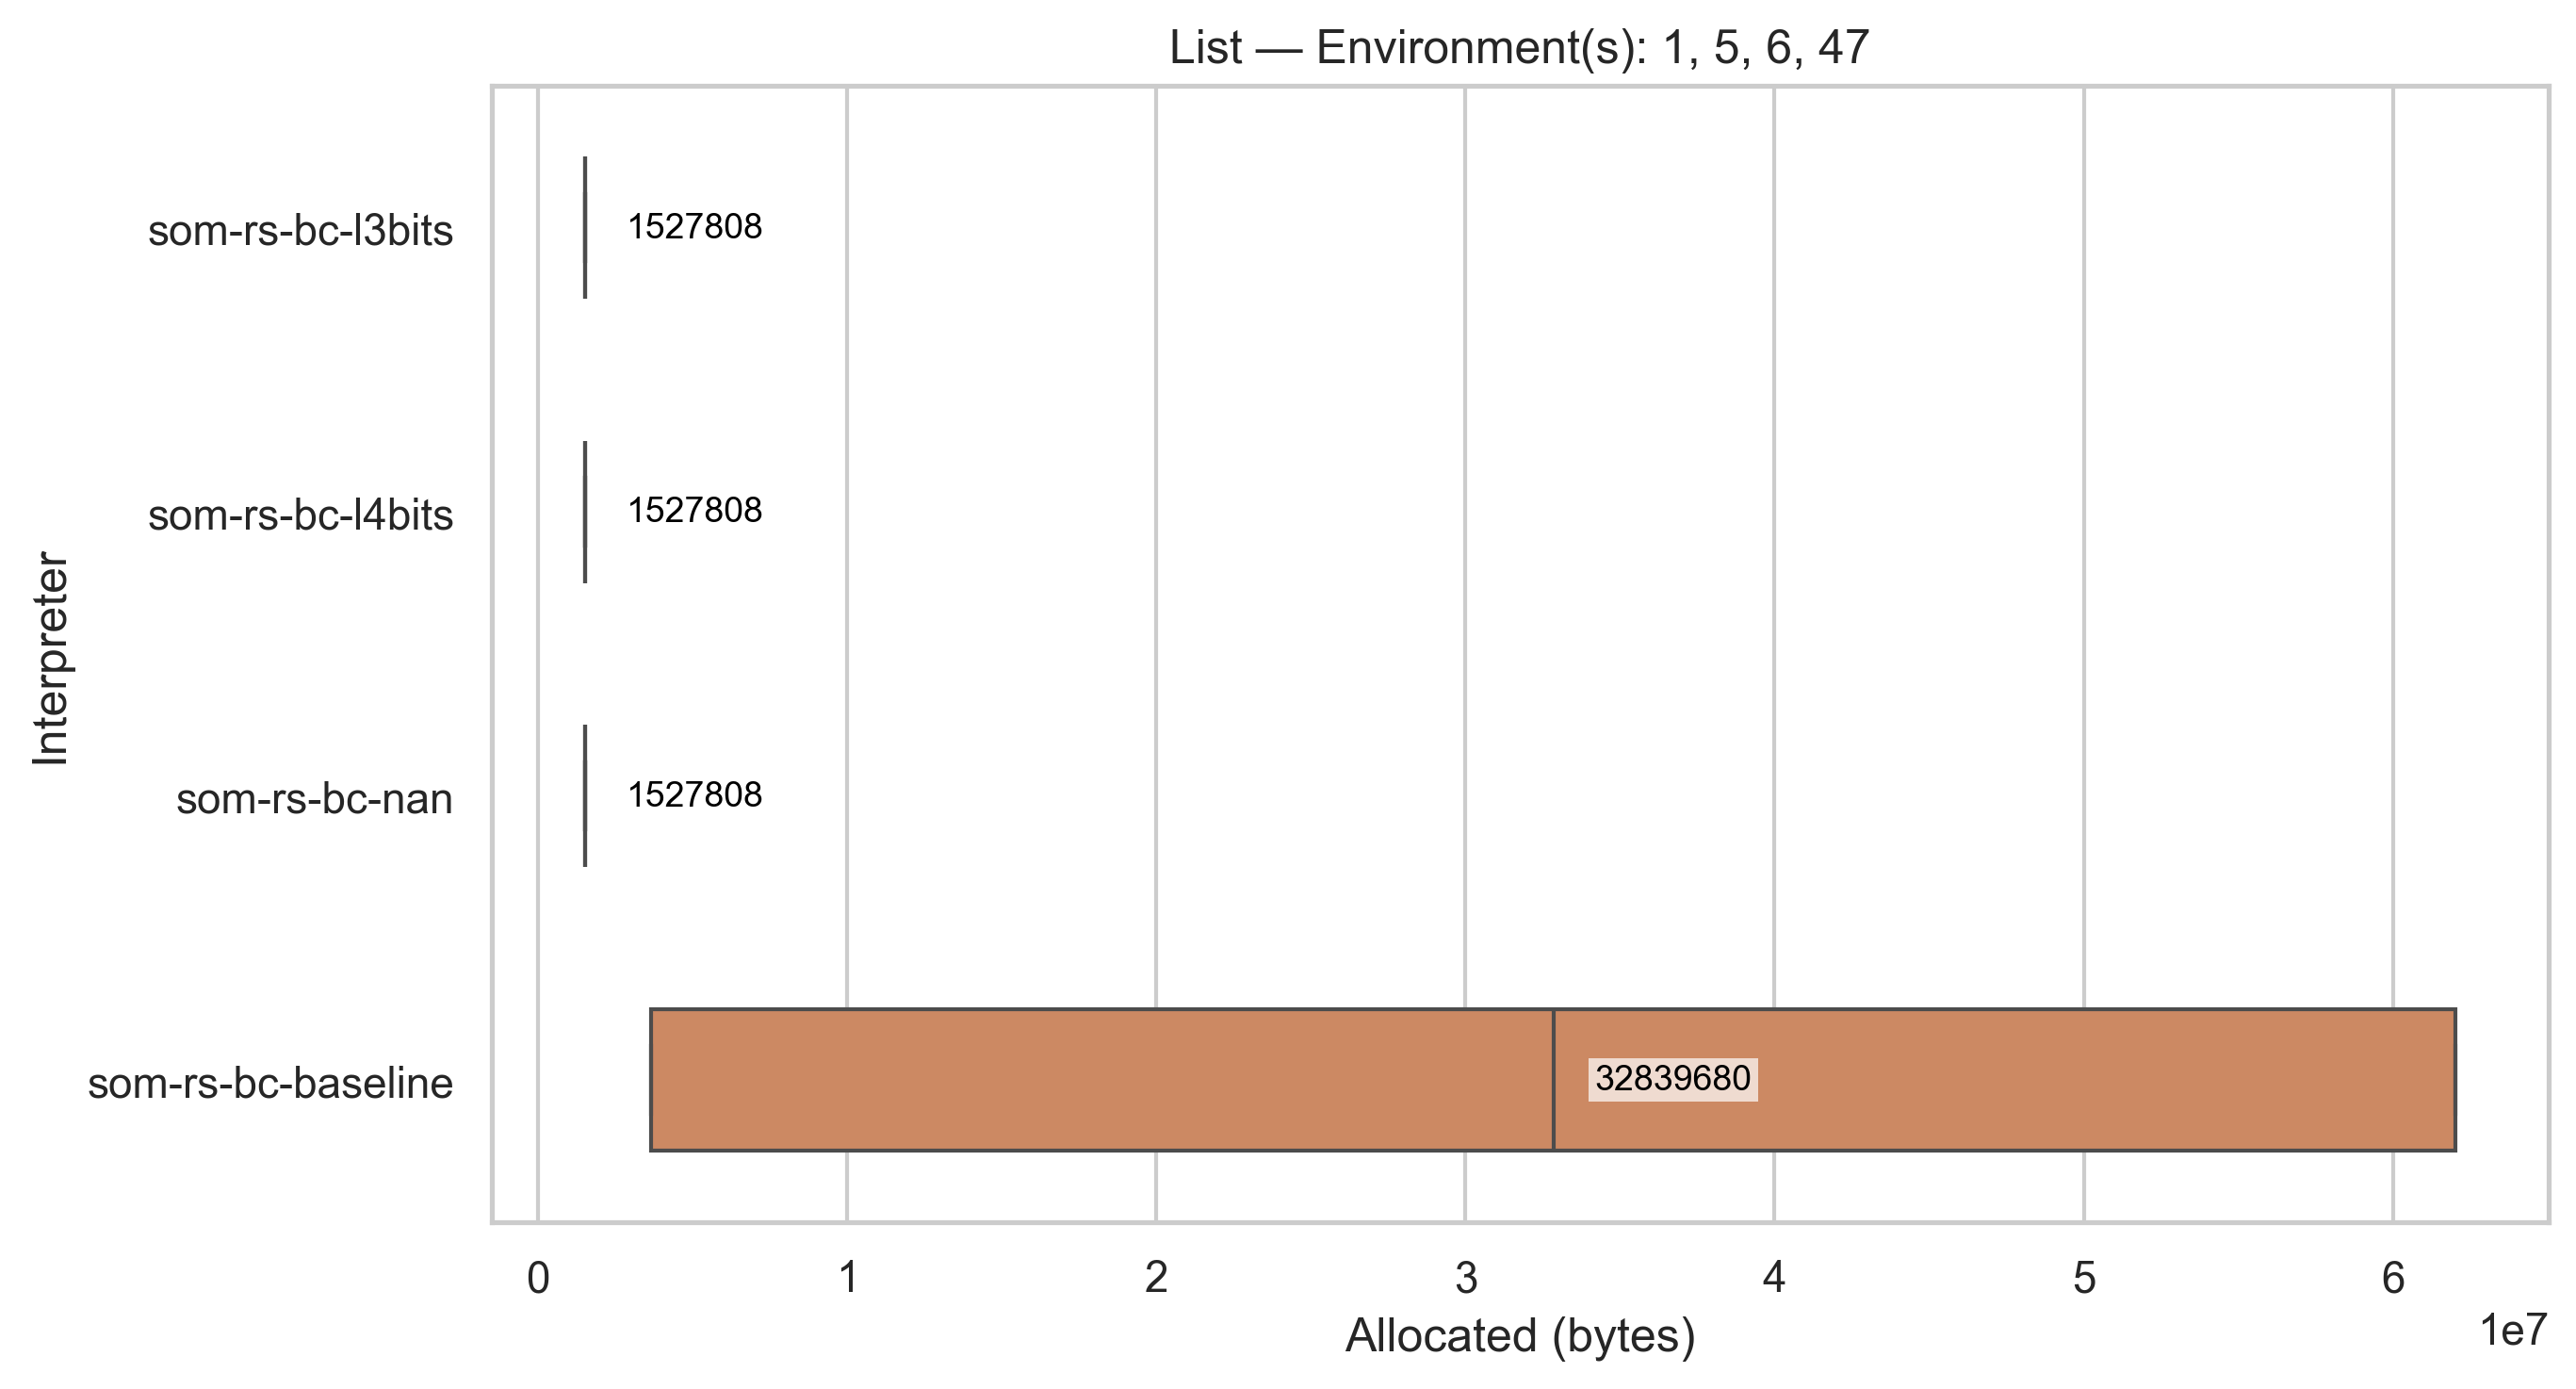 List — Environment(s): 1, 5, 6, 47
Interpreter
som-rs-bc-l3bits
1527808
som-rs-bc-l4bits
1527808
som-rs-bc-nan
1527808
som-rs-bc-baseline
32839680
0 1 2 3 4 5 6
1e7
Allocated (bytes)